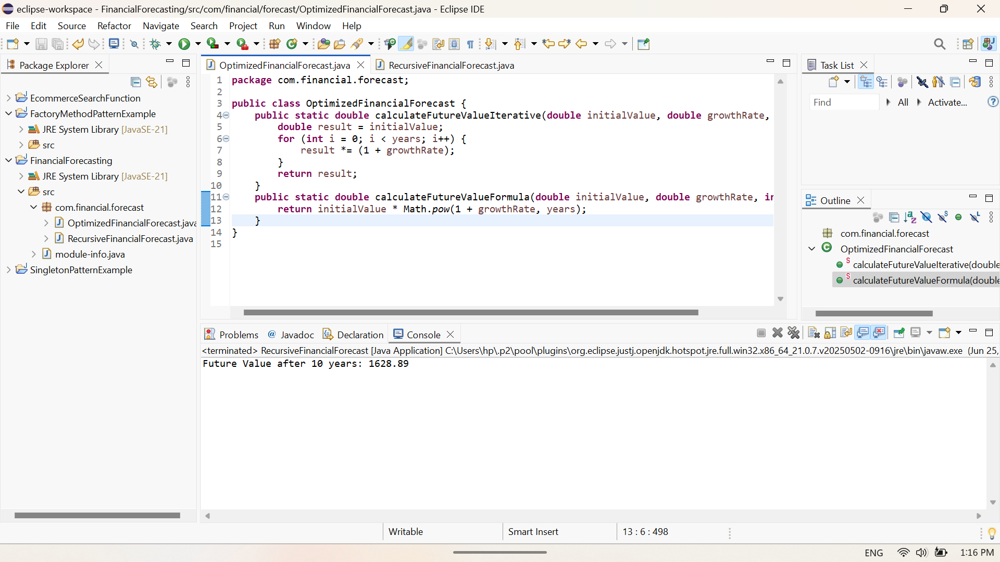 eclipse-workspace - FinancialForecasting/src/com/financial/forecast/OptimizedFinancialForecast.java - Eclipse IDE
File Edit Source Refactor Navigate Search Project Run Window Help
Package Explorer
EcommerceSearchFunction
FactoryMethodPatternExample
JRE System Library [JavaSE-21]
src
FinancialForecasting
JRE System Library [JavaSE-21]
src
com.financial.forecast
OptimizedFinancialForecast.java
RecursiveFinancialForecast.java
module-info.java
SingletonPatternExample
OptimizedFinancialForecast.java RecursiveFinancialForecast.java
1 package com.financial.forecast;
2
3 public class OptimizedFinancialForecast {
4 public static double calculateFutureValueIterative(double initialValue, double growthRate,
5 double result = initialValue;
6 for (int i = 0; i < years; i++) {
7 result *= (1 + growthRate);
8 }
9 return result;
10 }
11 public static double calculateFutureValueFormula(double initialValue, double growthRate, in
12 return initialValue * Math.pow(1 + growthRate, years);
13 }
14 }
15
Task List
Find All Activate...
Outline
com.financial.forecast
OptimizedFinancialForecast
calculateFutureValueIterative(double
calculateFutureValueFormula(double
Problems Javadoc Declaration Console
<terminated> RecursiveFinancialForecast [Java Application] C:\Users\hp\.p2\pool\plugins\org.eclipse.justj.openjdk.hotspot.jre.full.win32.x86_64_21.0.7.v20250502-0916\jre\bin\javaw.exe (Jun 25,
Future Value after 10 years: 1628.89
Writable Smart Insert 13 : 6 : 498
ENG 1:16 PM